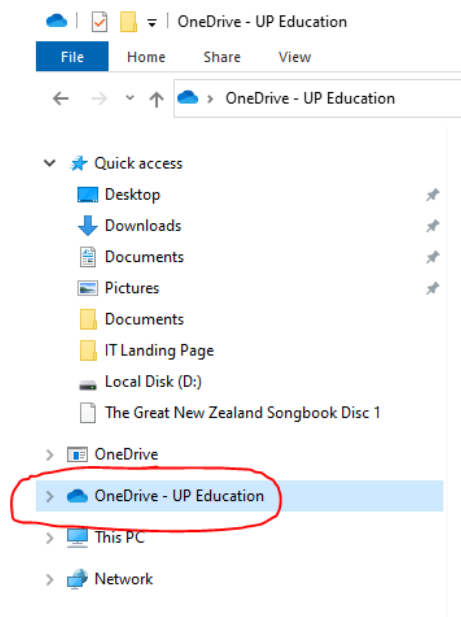 OneDrive - UP Education
File Home Share View
OneDrive - UP Education
Quick access
Desktop
Downloads
Documents
Pictures
Documents
IT Landing Page
Local Disk (D:)
The Great New Zealand Songbook Disc 1
OneDrive
OneDrive - UP Education
This PC
Network